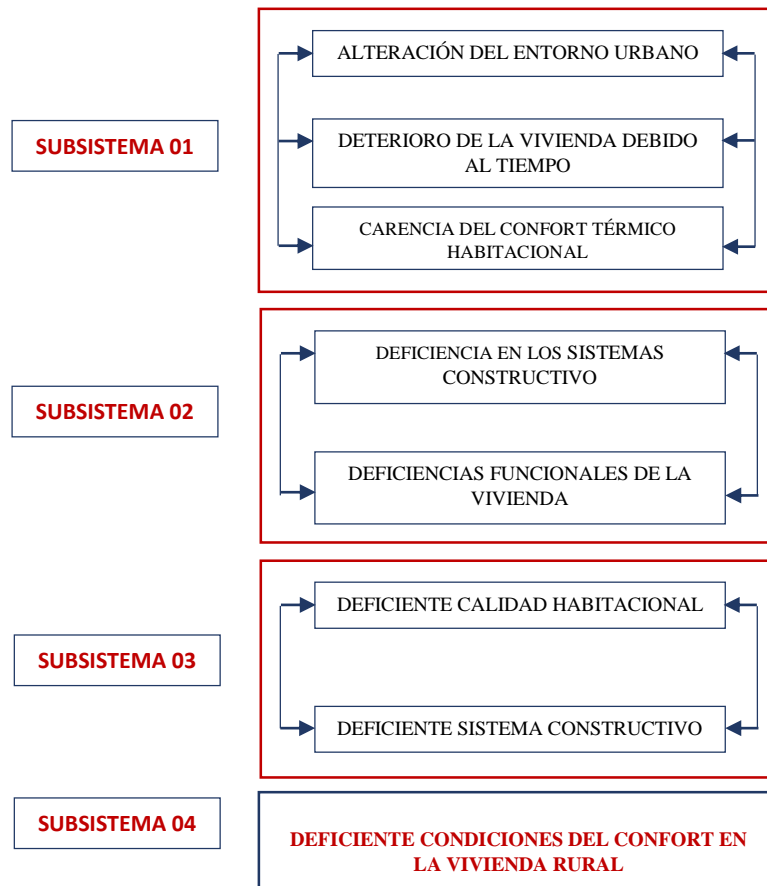 ALTERACIÓN DEL ENTORNO URBANO
SUBSISTEMA 01
DETERIORO DE LA VIVIENDA DEBIDO
AL TIEMPO
CARENCIA DEL CONFORT TÉRMICO
HABITACIONAL
SUBSISTEMA 02
DEFICIENCIA EN LOS SISTEMAS
CONSTRUCTIVO
DEFICIENCIAS FUNCIONALES DE LA
VIVIENDA
SUBSISTEMA 03
DEFICIENTE CALIDAD HABITACIONAL
DEFICIENTE SISTEMA CONSTRUCTIVO
SUBSISTEMA 04
DEFICIENTE CONDICIONES DEL CONFORT EN
LA VIVIENDA RURAL